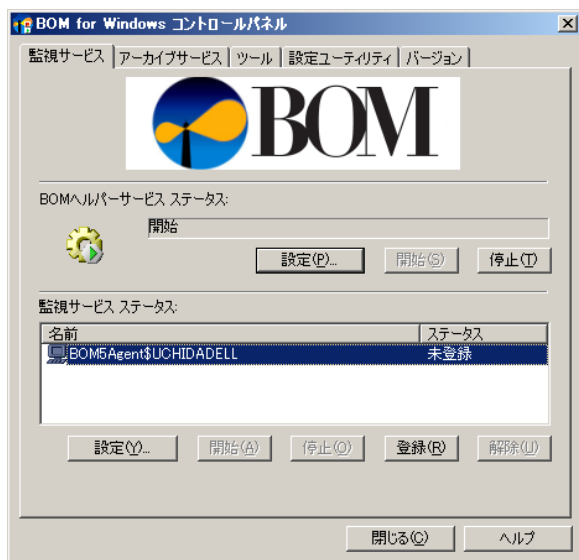 BOM for Windows コントロールパネル
監視サービス アーカイブサービス ツール 設定ユーティリティ バージョン
BOM
BOMヘルパーサービス ステータス:
開始
設定(P)... 開始(S) 停止(T)
監視サービス ステータス:
名前 ステータス
BOM5Agent$UCHIDADELL 未登録
設定(Y)... 開始(A) 停止(O) 登録(R) 解除(U)
閉じる(C) ヘルプ